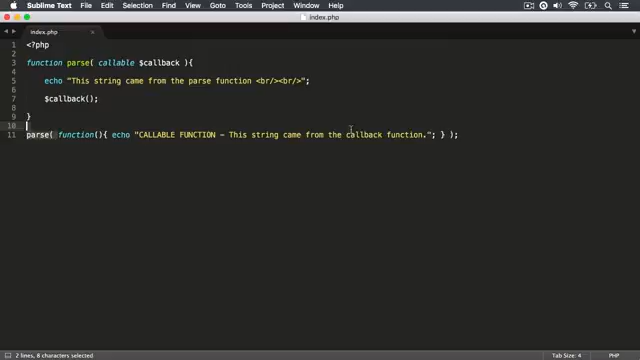 Sublime Text File Edit Selection Find View Goto Tools Project Window Help
index.php
index.php
1 <?php
2
3 function parse( callable $callback ){
4
5 echo "This string came from the parse function <br/><br/>";
6
7 $callback();
8
9 }
10
11 parse( function(){ echo "CALLABLE FUNCTION - This string came from the callback function."; } );
2 lines, 8 characters selected Tab Size: 4 PHP